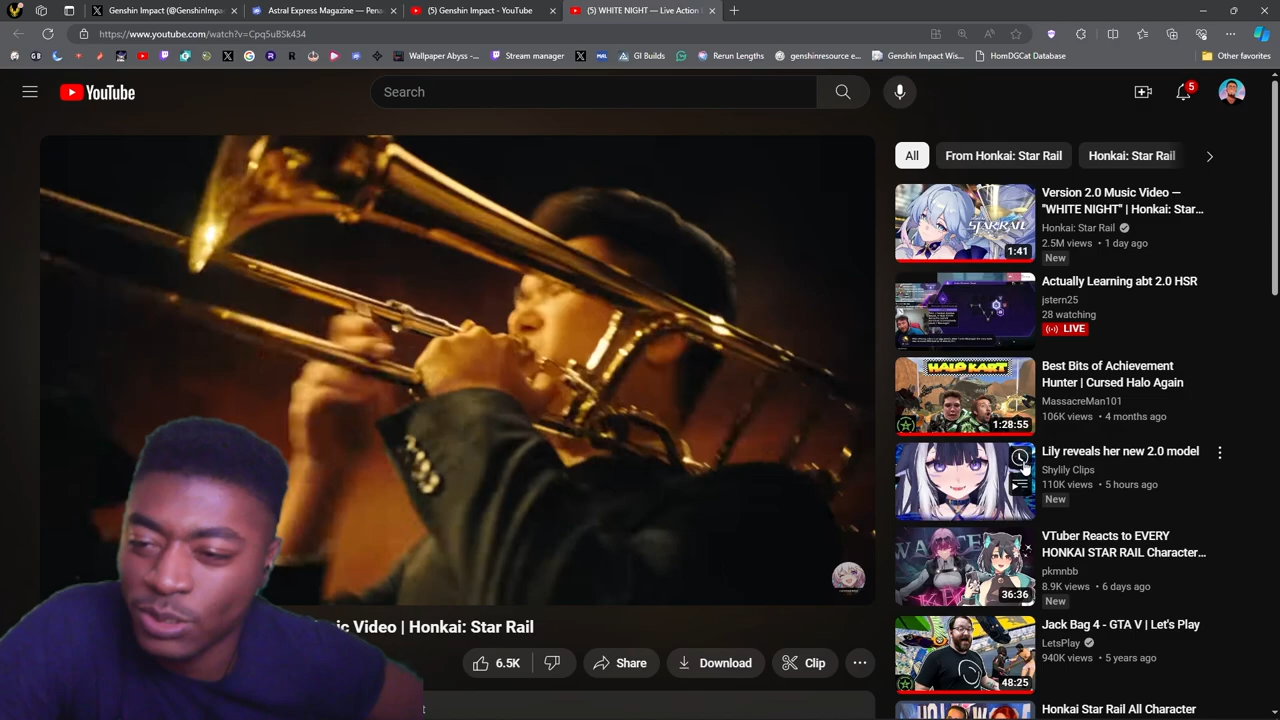 Genshin Impact (@GenshinImpa
Astral Express Magazine — Pena
(5) Genshin Impact - YouTube
(5) WHITE NIGHT — Live Action
https://www.youtube.com/watch?v=Cpq5uBSk434
Wallpaper Abyss -...
Stream manager
GI Builds
Rerun Lengths
genshinresource e...
Genshin Impact Wis...
HomDGCat Database
Other favorites
YouTube
Search
5
All
From Honkai: Star Rail
Honkai: Star Rail
Version 2.0 Music Video —
"WHITE NIGHT" | Honkai: Star...
Honkai: Star Rail
2.5M views • 1 day ago
New
STAR RAIL
1:41
Actually Learning abt 2.0 HSR
jstern25
28 watching
LIVE
HALO KART
1:28:55
Best Bits of Achievement
Hunter | Cursed Halo Again
MassacreMan101
106K views • 4 months ago
Lily reveals her new 2.0 model
Shylily Clips
110K views • 5 hours ago
New
36:36
VTuber Reacts to EVERY
HONKAI STAR RAIL Character...
pkmnbb
8.9K views • 6 days ago
New
48:25
Jack Bag 4 - GTA V | Let's Play
LetsPlay
940K views • 5 years ago
Honkai Star Rail All Character
ic Video | Honkai: Star Rail
6.5K
Share
Download
Clip